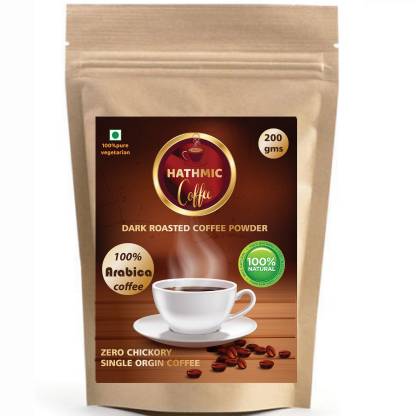 100%pure
vegetarian
200
gms
HATHMIC
Coffee
DARK ROASTED COFFEE POWDER
100%
Arabica
coffee
100%
NATURAL
ZERO CHICKORY
SINGLE ORGIN COFFEE